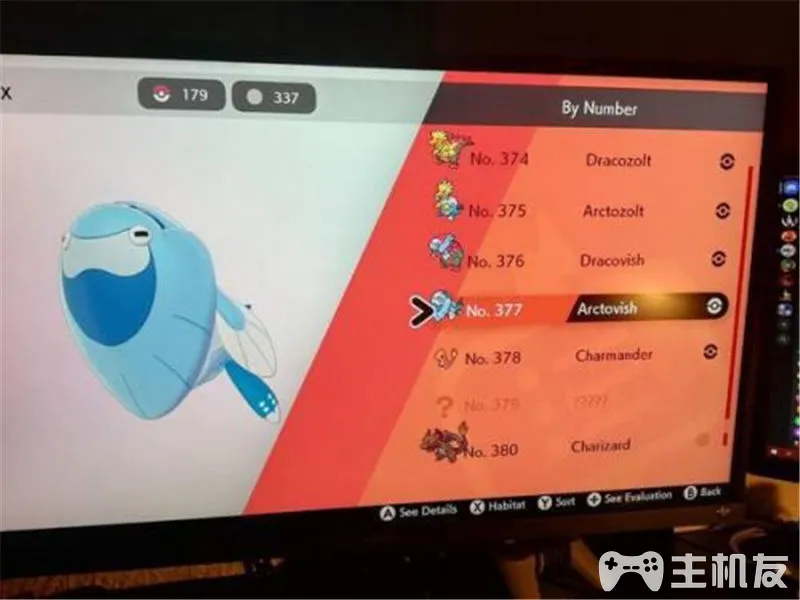 X
179
337
By Number
No. 374 Dracozolt
No. 375 Arctozolt
No. 376 Dracovish
No. 377 Arctovish
No. 378 Charmander
No. 379 ?????
No. 380 Charizard
A See Details X Habitat Y Sort + See Evaluation B Back
主机友